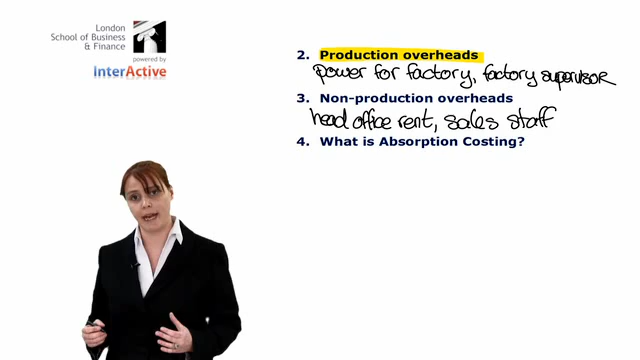 London
School of Business
& Finance
powered by
InterActive
2. Production overheads
power for factory, factory supervisor
3. Non-production overheads
head office rent, sales staff
4. What is Absorption Costing?